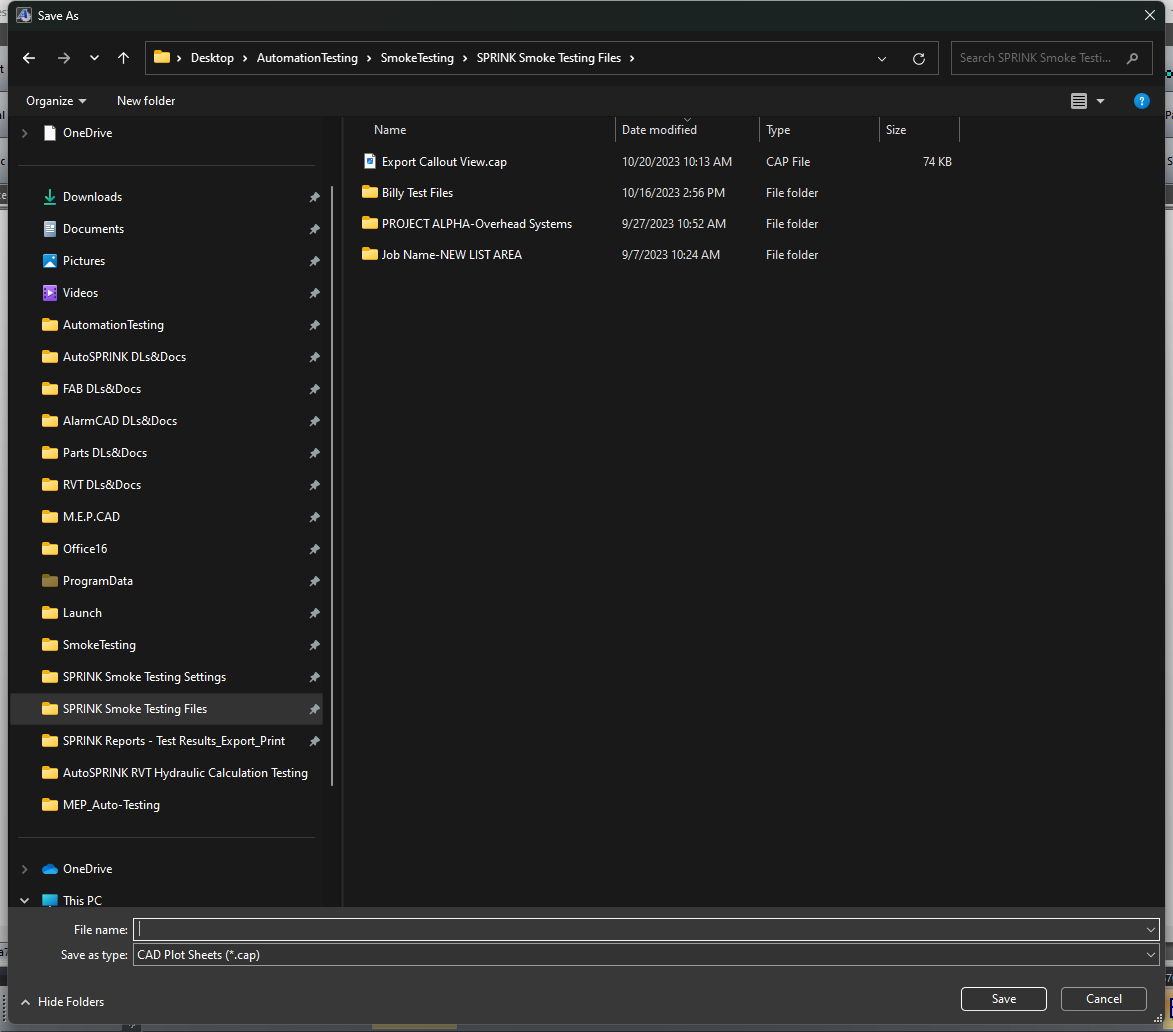 Save As
Desktop > AutomationTesting > SmokeTesting > SPRINK Smoke Testing Files >
Search SPRINK Smoke Testi...
Organize New folder
OneDrive
Downloads
Documents
Pictures
Videos
AutomationTesting
AutoSPRINK DLs&Docs
FAB DLs&Docs
AlarmCAD DLs&Docs
Parts DLs&Docs
RVT DLs&Docs
M.E.P.CAD
Office16
ProgramData
Launch
SmokeTesting
SPRINK Smoke Testing Settings
SPRINK Smoke Testing Files
SPRINK Reports - Test Results_Export_Print
AutoSPRINK RVT Hydraulic Calculation Testing
MEP_Auto-Testing
OneDrive
This PC
Name Date modified Type Size
Export Callout View.cap 10/20/2023 10:13 AM CAP File 74 KB
Billy Test Files 10/16/2023 2:56 PM File folder
PROJECT ALPHA-Overhead Systems 9/27/2023 10:52 AM File folder
Job Name-NEW LIST AREA 9/7/2023 10:24 AM File folder
File name:
Save as type: CAD Plot Sheets (*.cap)
Hide Folders
Save Cancel